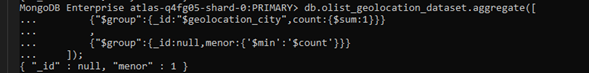 MongoDB Enterprise atlas-q4fg05-shard-0:PRIMARY> db.olist_geolocation_dataset.aggregate([
... {"$group":{_id:"$geolocation_city",count:{$sum:1}}}
... ,
... {"$group":{_id:null,menor:{'$min':'$count'}}}
... ]);
{ "_id" : null, "menor" : 1 }